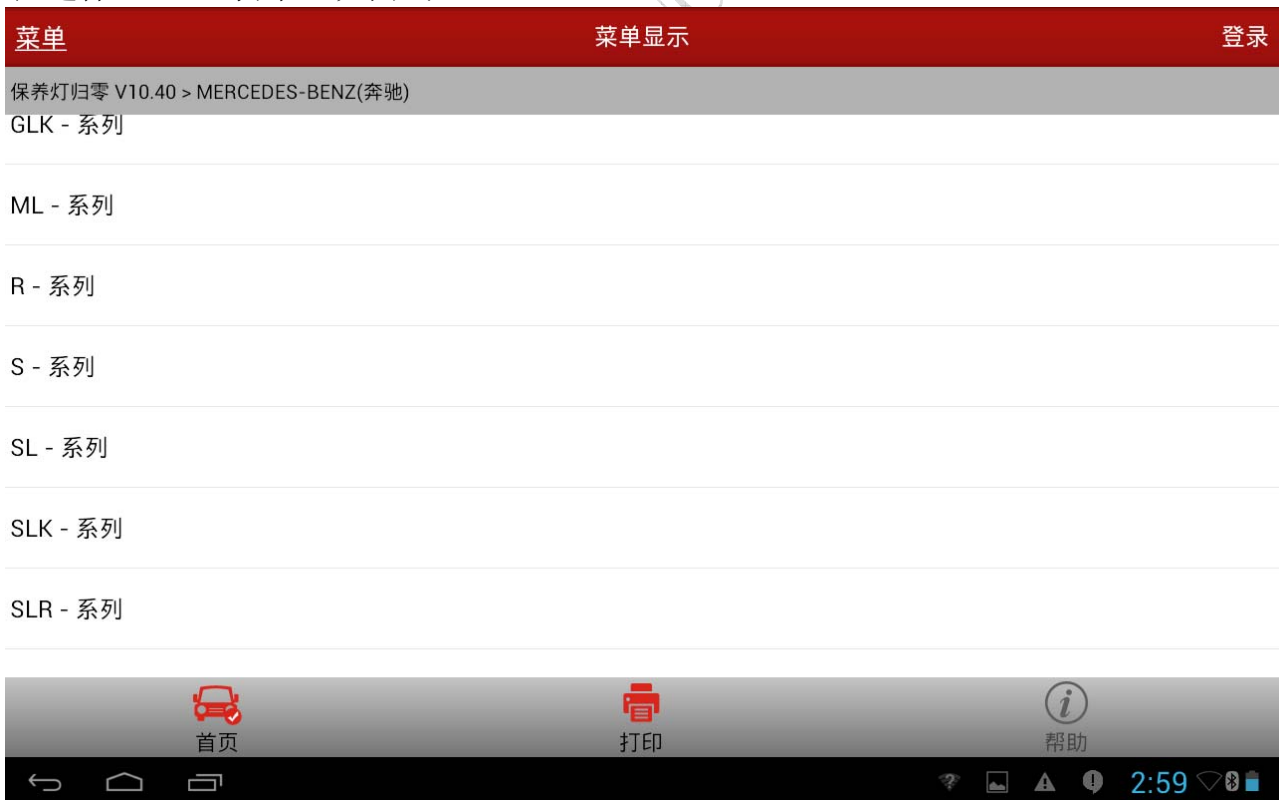 菜单 菜单显示 登录
保养灯归零 V10.40 > MERCEDES-BENZ(奔驰)
GLK - 系列
ML - 系列
R - 系列
S - 系列
SL - 系列
SLK - 系列
SLR - 系列
首页 打印 帮助
2:59